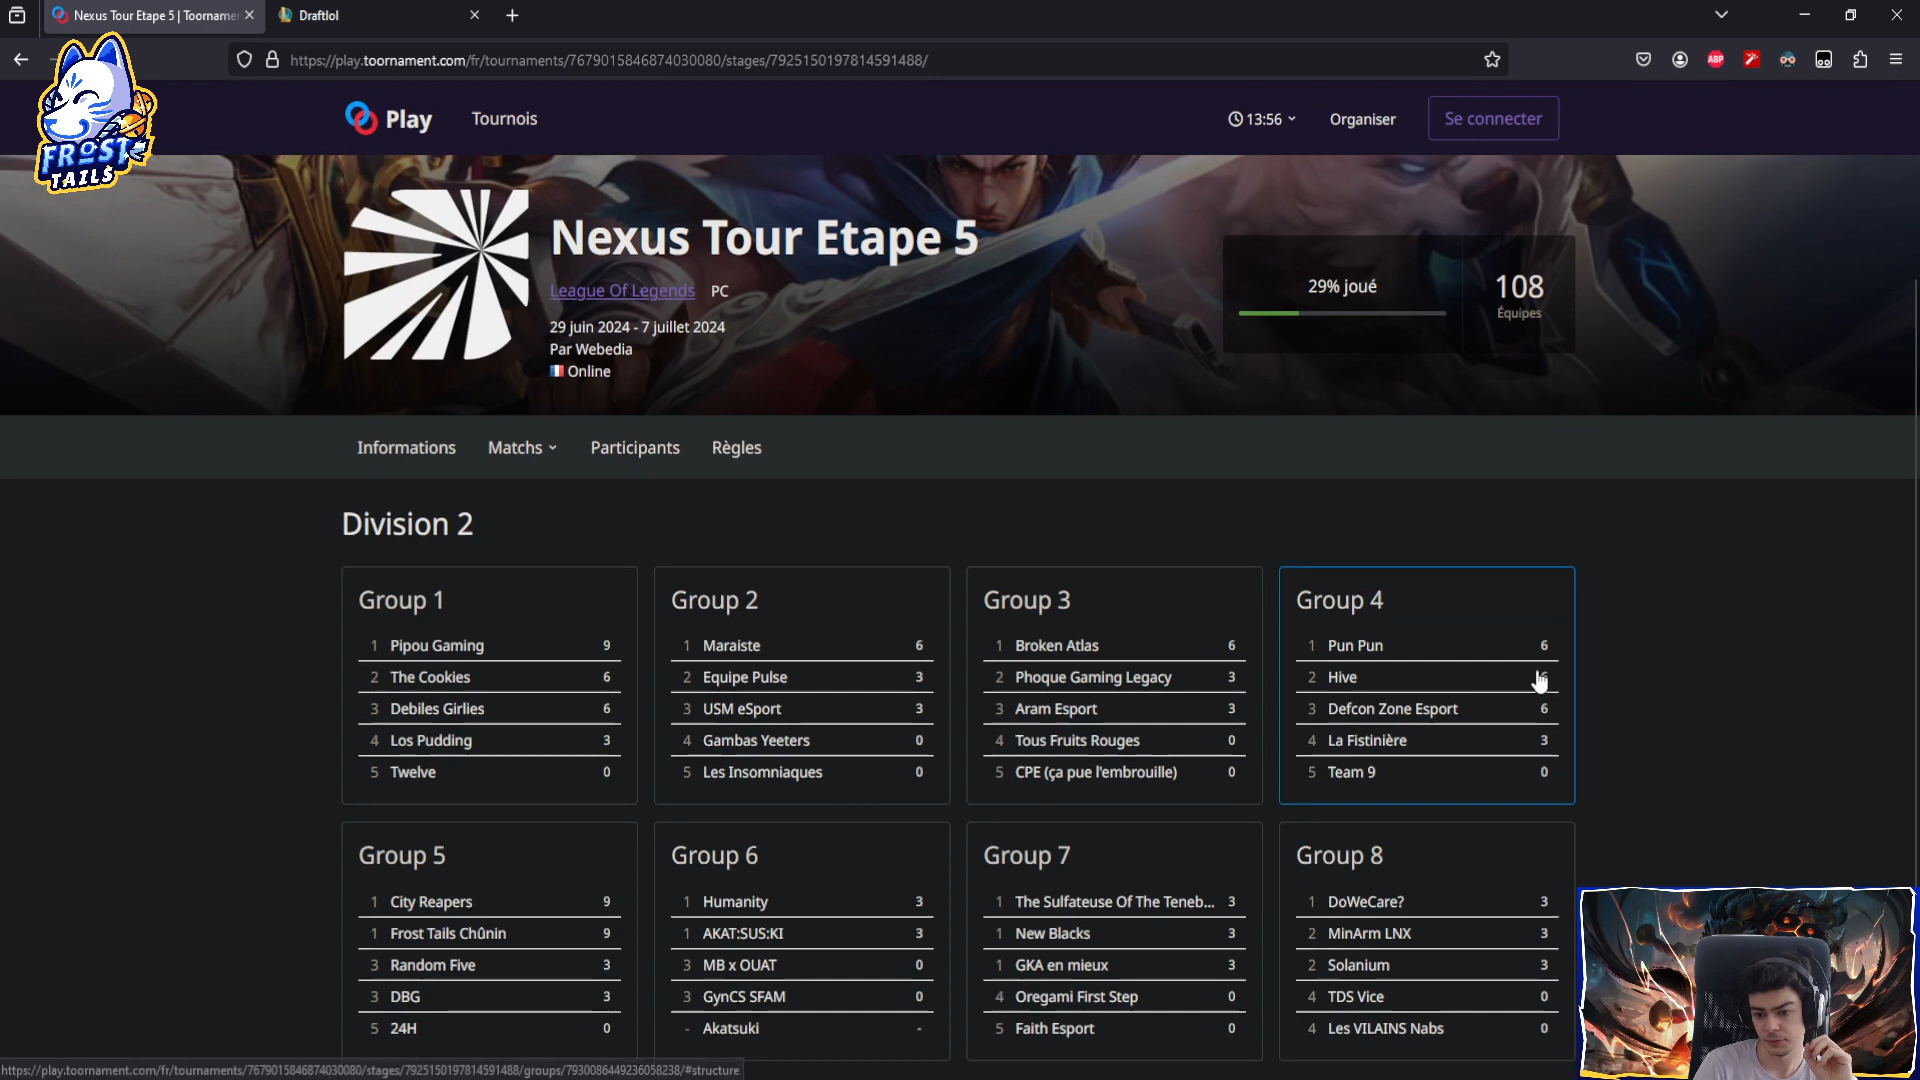 Nexus Tour Etape 5 | Toorname
Draftlol
https://play.toornament.com/fr/tournaments/7679015846874030080/stages/7925150197814591488/
ABP
FROST
TAILS
Play
Tournois
13:56
Organiser
Se connecter
Nexus Tour Etape 5
League Of Legends PC
29 juin 2024 - 7 juillet 2024
Par Webedia
Online
29% joué
108
Équipes
Informations
Matchs
Participants
Règles
Division 2
Group 1
1 Pipou Gaming 9
2 The Cookies 6
3 Debiles Girlies 6
4 Los Pudding 3
5 Twelve 0
Group 2
1 Maraiste 6
2 Equipe Pulse 3
3 USM eSport 3
4 Gambas Yeeters 0
5 Les Insomniaques 0
Group 3
1 Broken Atlas 6
2 Phoque Gaming Legacy 3
3 Aram Esport 3
4 Tous Fruits Rouges 0
5 CPE (ça pue l'embrouille) 0
Group 4
1 Pun Pun 6
2 Hive
3 Defcon Zone Esport 6
4 La Fistinière 3
5 Team 9 0
Group 5
1 City Reapers 9
1 Frost Tails Chûnin 9
3 Random Five 3
3 DBG 3
5 24H 0
Group 6
1 Humanity 3
1 AKAT:SUS:KI 3
3 MB x OUAT 0
3 GynCS SFAM 0
- Akatsuki -
Group 7
1 The Sulfateuse Of The Teneb... 3
1 New Blacks 3
1 GKA en mieux 3
4 Oregami First Step 0
5 Faith Esport 0
Group 8
1 DoWeCare? 3
2 MinArm LNX 3
2 Solanium 3
4 TDS Vice 0
4 Les VILAINS Nabs 0
https://play.toornament.com/fr/tournaments/7679015846874030080/stages/7925150197814591488/groups/7930086449236058238/#structure